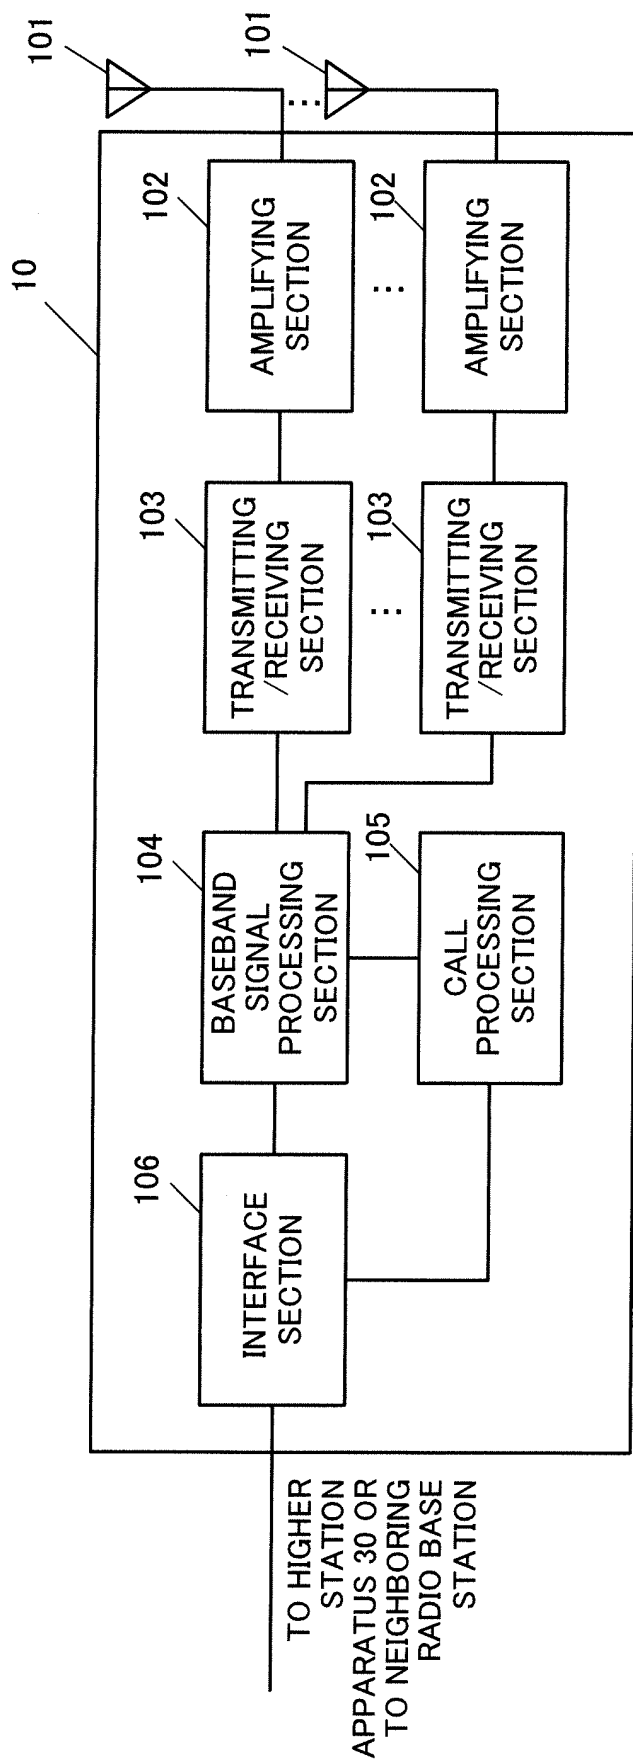 10
101
101
102
AMPLIFYING
SECTION
102
AMPLIFYING
SECTION
103
TRANSMITTING
/RECEIVING
SECTION
103
TRANSMITTING
/RECEIVING
SECTION
104
BASEBAND
SIGNAL
PROCESSING
SECTION
105
CALL
PROCESSING
SECTION
106
INTERFACE
SECTION
TO HIGHER
STATION
APPARATUS 30 OR
TO NEIGHBORING
RADIO BASE
STATION